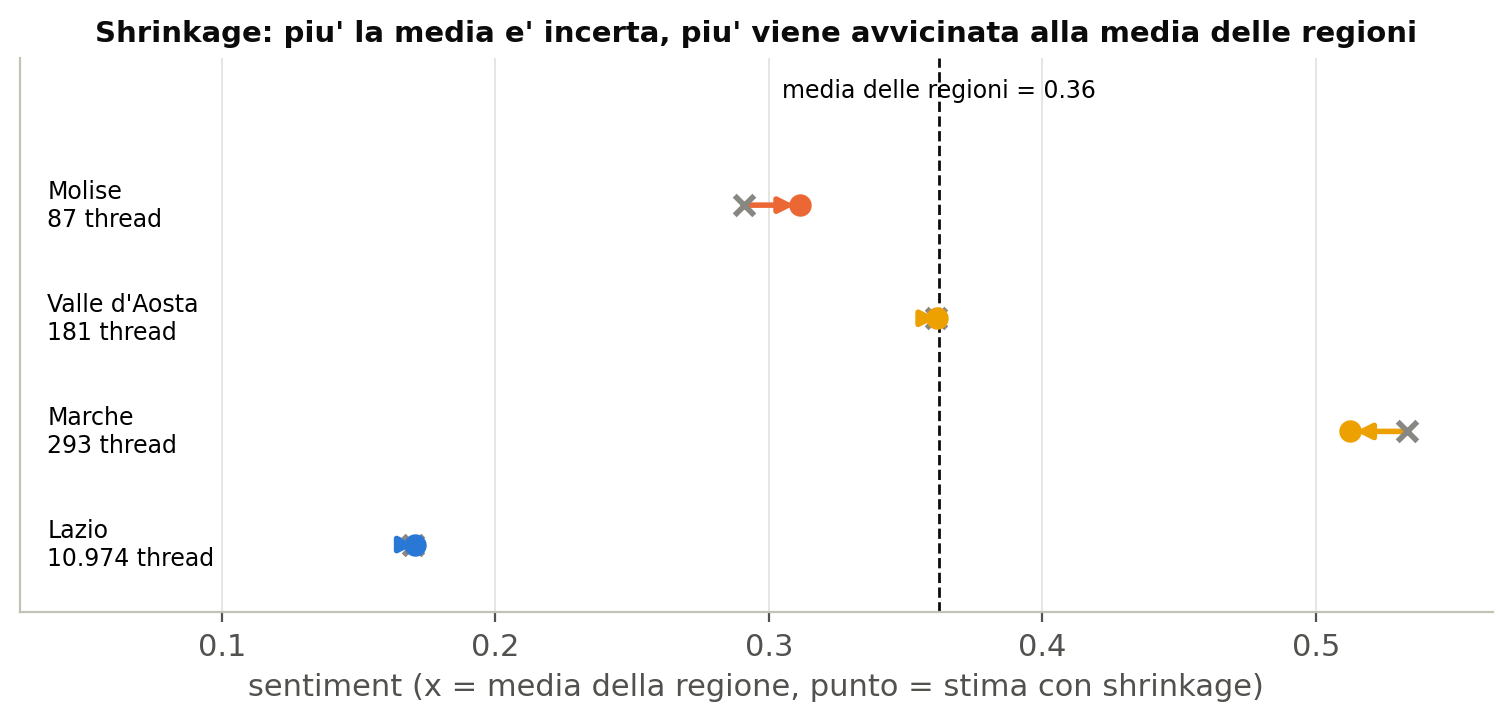 Shrinkage: piu' la media e' incerta, piu' viene avvicinata alla media delle regioni
media delle regioni = 0.36
Molise
87 thread
Valle d'Aosta
181 thread
Marche
293 thread
Lazio
10.974 thread
0.1 0.2 0.3 0.4 0.5
sentiment (x = media della regione, punto = stima con shrinkage)